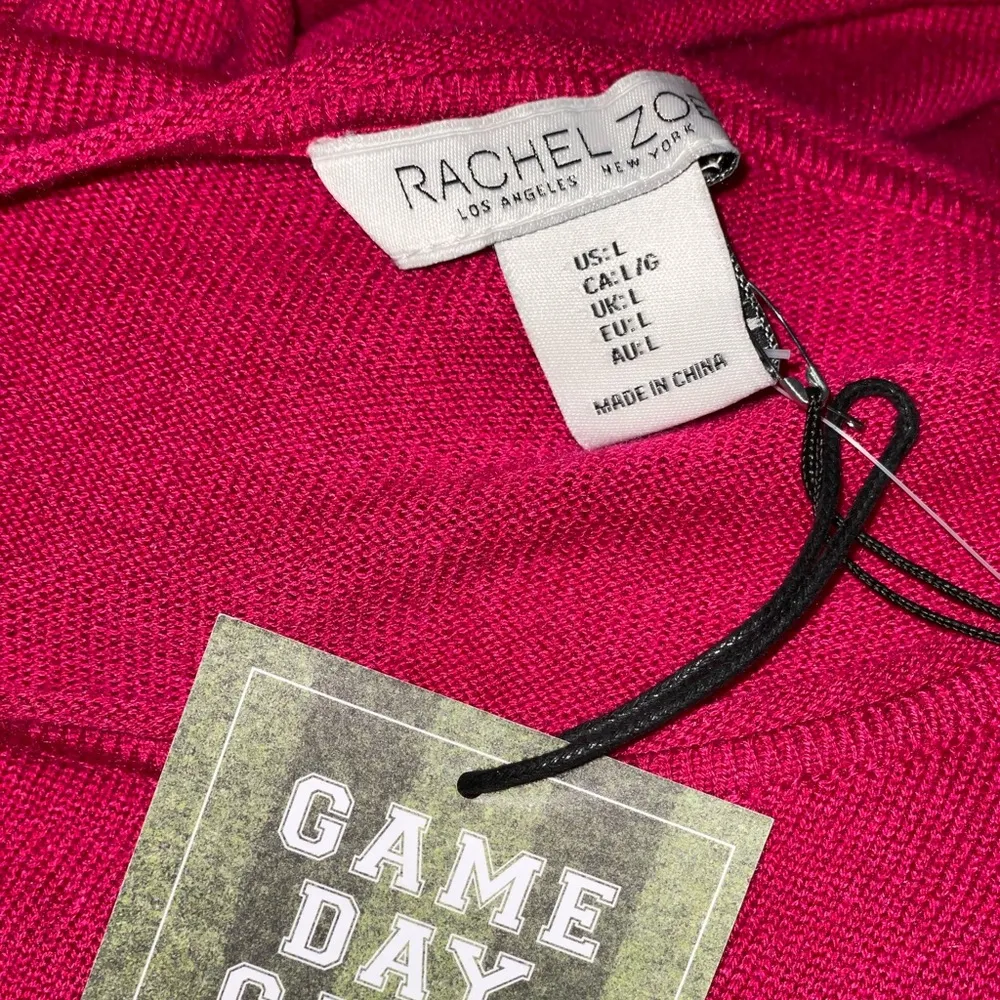 RACHEL ZOE
LOS ANGELES NEW YORK
US: L
CA: L/G
UK: L
EU: L
AU: L
MADE IN CHINA
GAME
DAY